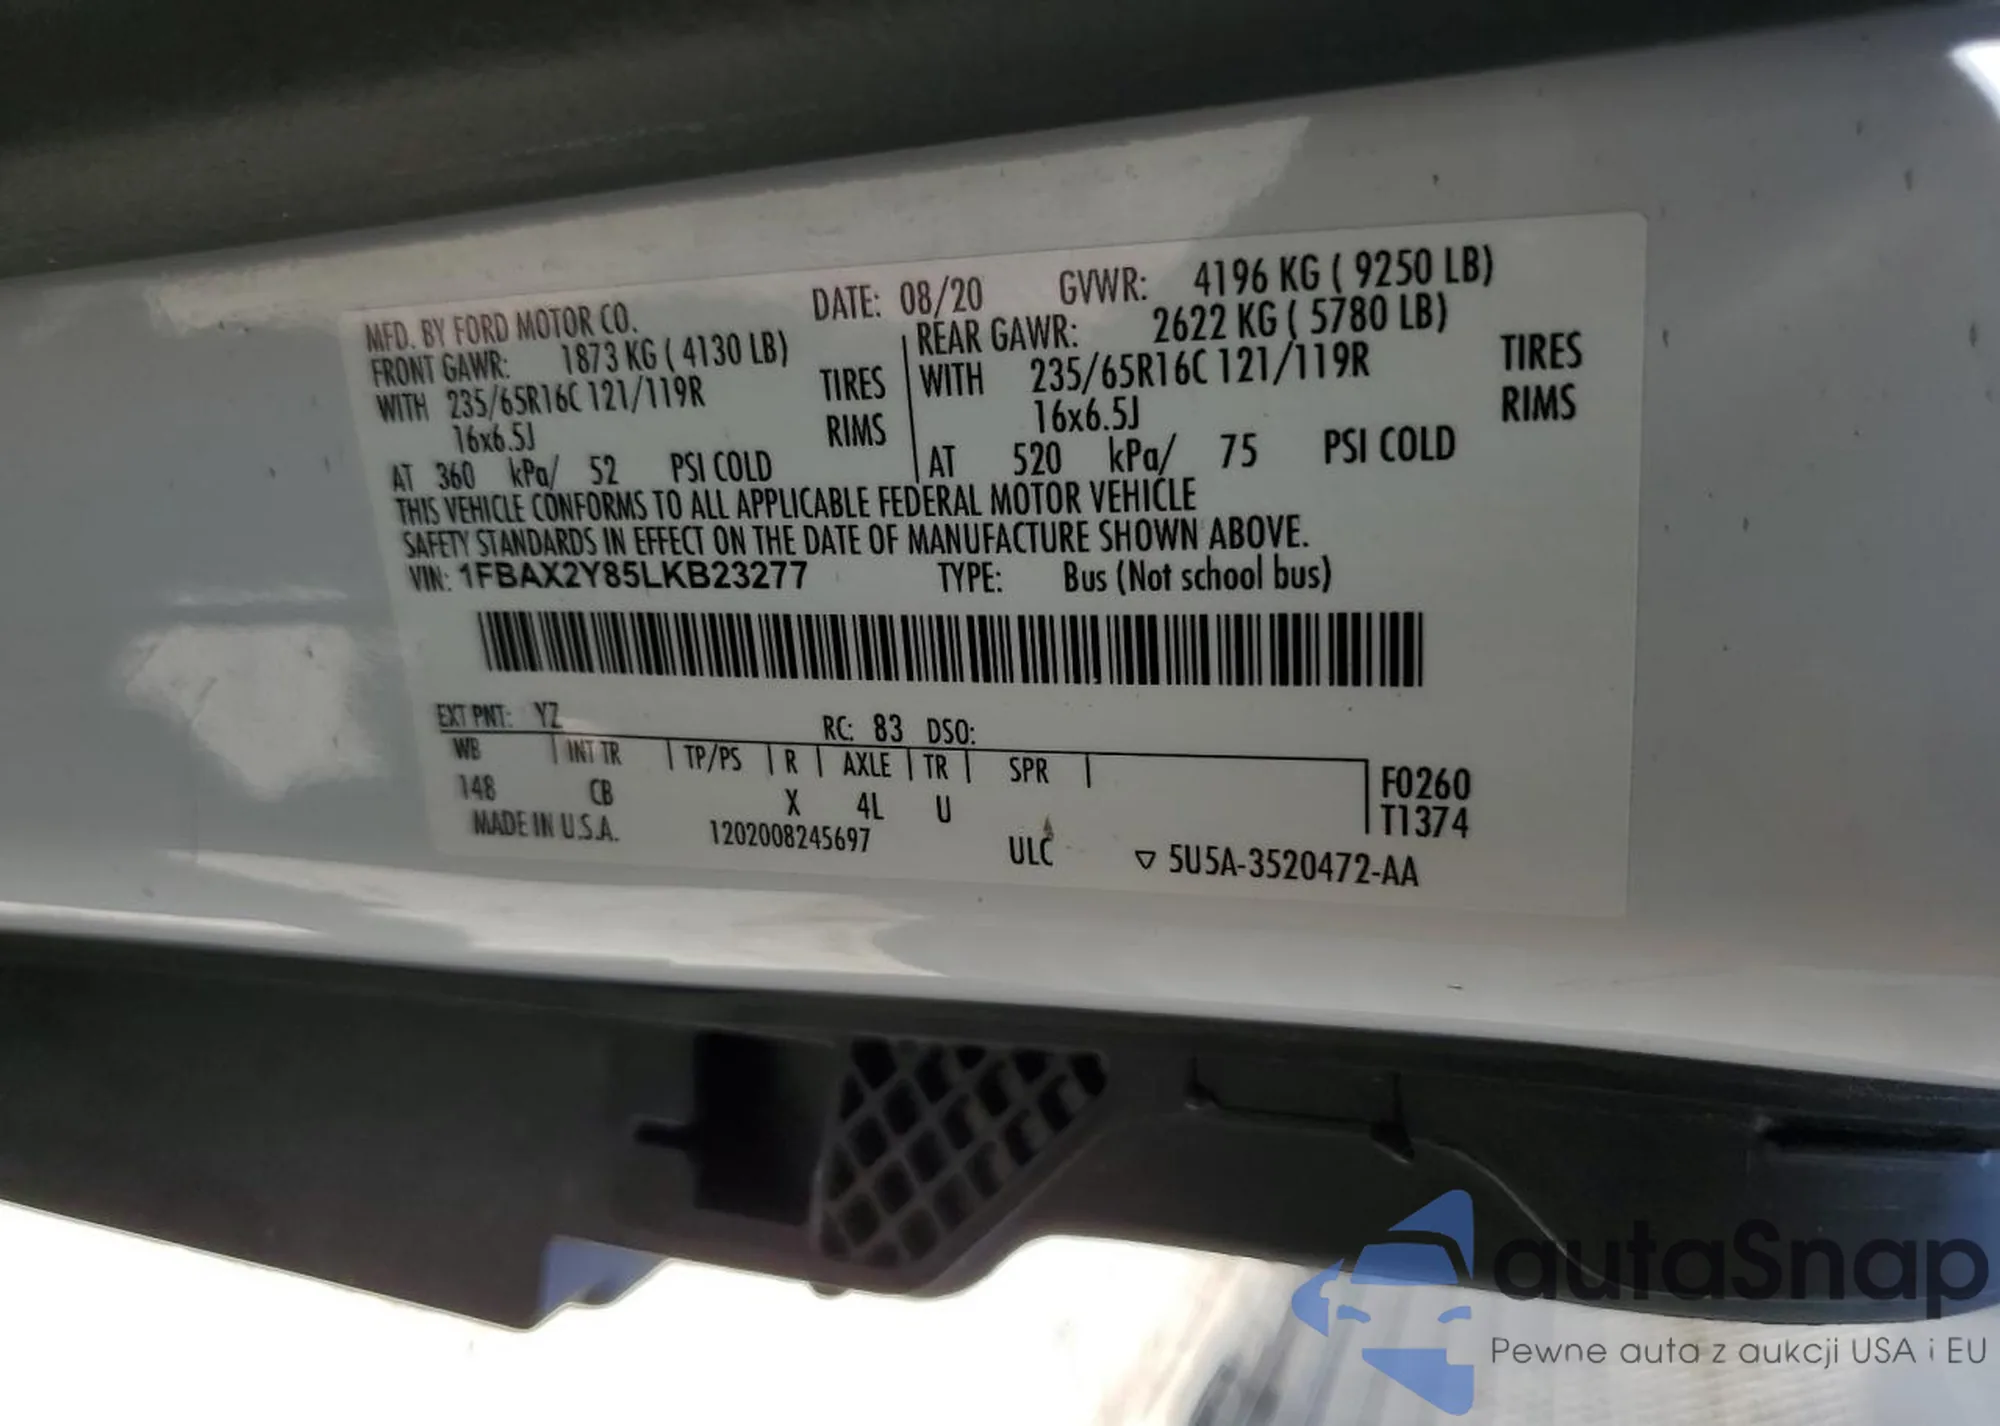 MFD. BY FORD MOTOR CO. DATE: 08/20 GVWR: 4196 KG ( 9250 LB)
FRONT GAWR: 1873 KG ( 4130 LB) REAR GAWR: 2622 KG ( 5780 LB)
WITH 235/65R16C 121/119R TIRES WITH 235/65R16C 121/119R TIRES
16x6.5J RIMS 16x6.5J RIMS
AT 360 kPa/ 52 PSI COLD AT 520 kPa/ 75 PSI COLD
THIS VEHICLE CONFORMS TO ALL APPLICABLE FEDERAL MOTOR VEHICLE
SAFETY STANDARDS IN EFFECT ON THE DATE OF MANUFACTURE SHOWN ABOVE.
VIN: 1FBAX2Y85LKB23277 TYPE: Bus (Not school bus)
EXT PNT: YZ RC: 83 DSO:
WB INT TR TP/PS R AXLE TR SPR F0260
148 CB X 4L U T1374
MADE IN U.S.A. 1202008245697 ULC ▽ 5U5A-3520472-AA
autaSnap
Pewne auta z aukcji USA i EU